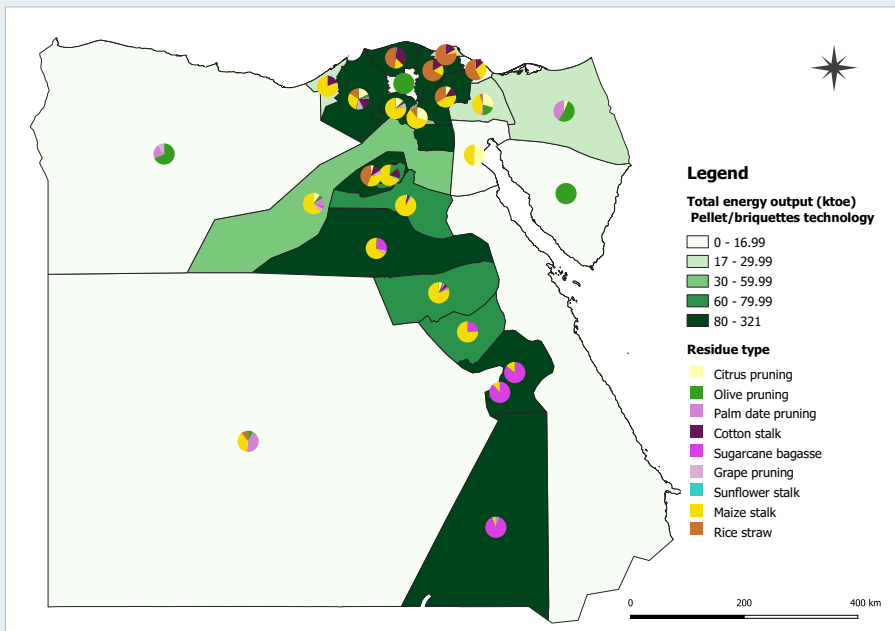 Legend
Total energy output (ktoe)
Pellet/briquettes technology
0 - 16.99
17 - 29.99
30 - 59.99
60 - 79.99
80 - 321
Residue type
Citrus pruning
Olive pruning
Palm date pruning
Cotton stalk
Sugarcane bagasse
Grape pruning
Sunflower stalk
Maize stalk
Rice straw
0 200 400 km